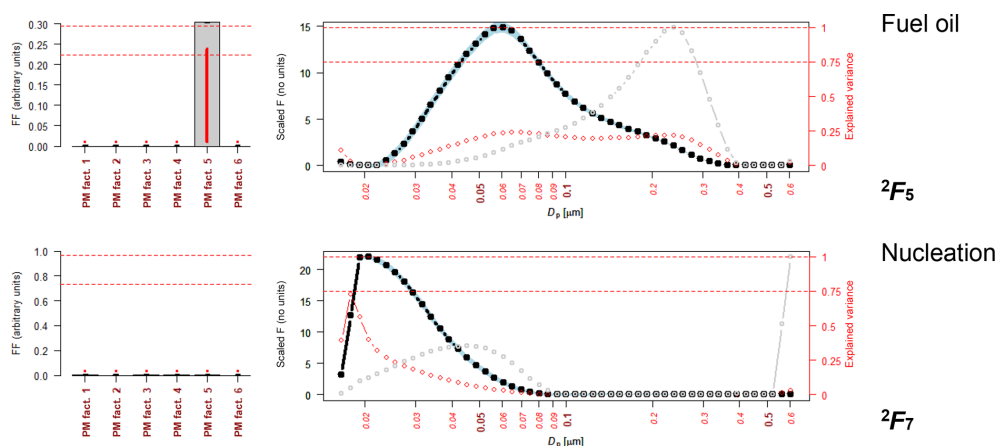 Fuel oil
FF (arbitrary units)
0.30
0.25
0.20
0.15
0.10
0.05
0.00
PM fact. 1
PM fact. 2
PM fact. 3
PM fact. 4
PM fact. 5
PM fact. 6
Scaled F (no units)
15
10
5
0
1
0.75
0.5
0.25
0
Explained variance
0.02
0.03
0.04
0.05
0.06
0.07
0.08
0.09
0.1
0.2
0.3
0.4
0.5
0.6
Dp [μm]
²F₅
Nucleation
FF (arbitrary units)
1.0
0.8
0.6
0.4
0.2
0.0
PM fact. 1
PM fact. 2
PM fact. 3
PM fact. 4
PM fact. 5
PM fact. 6
Scaled F (no units)
20
15
10
5
0
1
0.75
0.5
0.25
0
Explained variance
0.02
0.03
0.04
0.05
0.06
0.07
0.08
0.09
0.1
0.2
0.3
0.4
0.5
0.6
Dp [μm]
²F₇